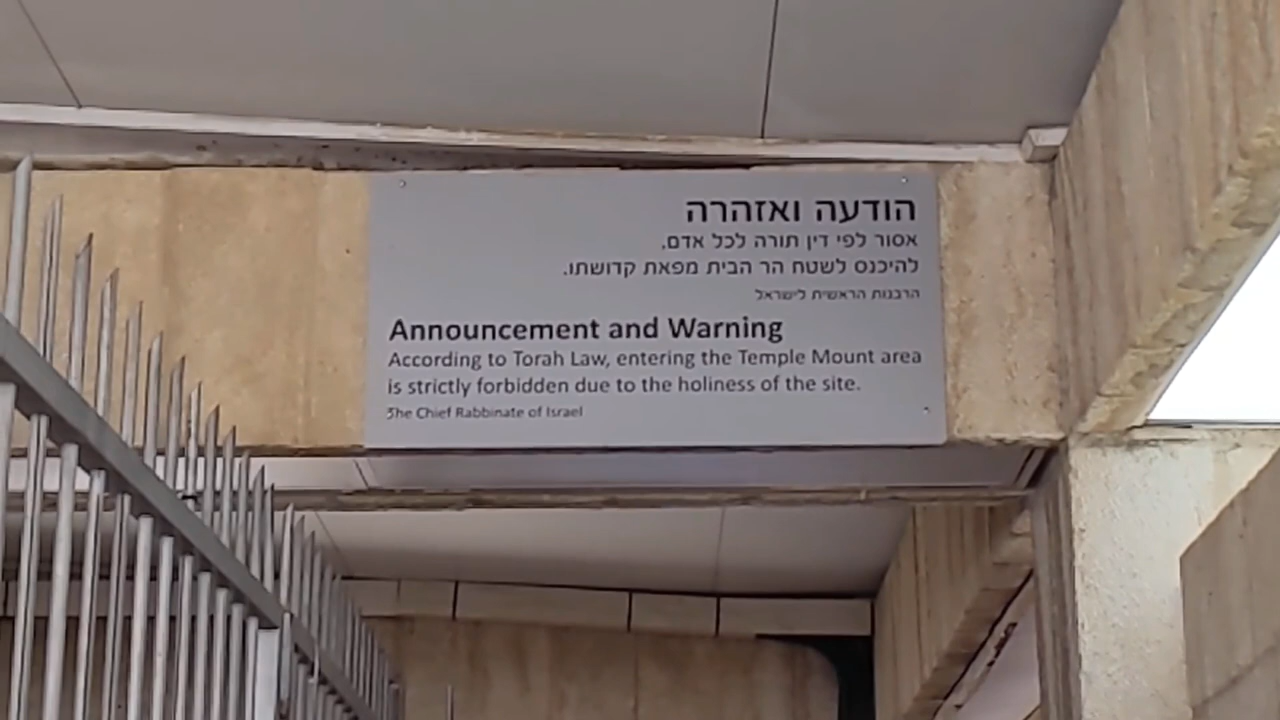 הודעה ואזהרה
אסור לפי דין תורה לכל אדם,
להיכנס לשטח הר הבית מפאת קדושתו.
הרבנות הראשית לישראל
Announcement and Warning
According to Torah Law, entering the Temple Mount area
is strictly forbidden due to the holiness of the site.
The Chief Rabbinate of Israel